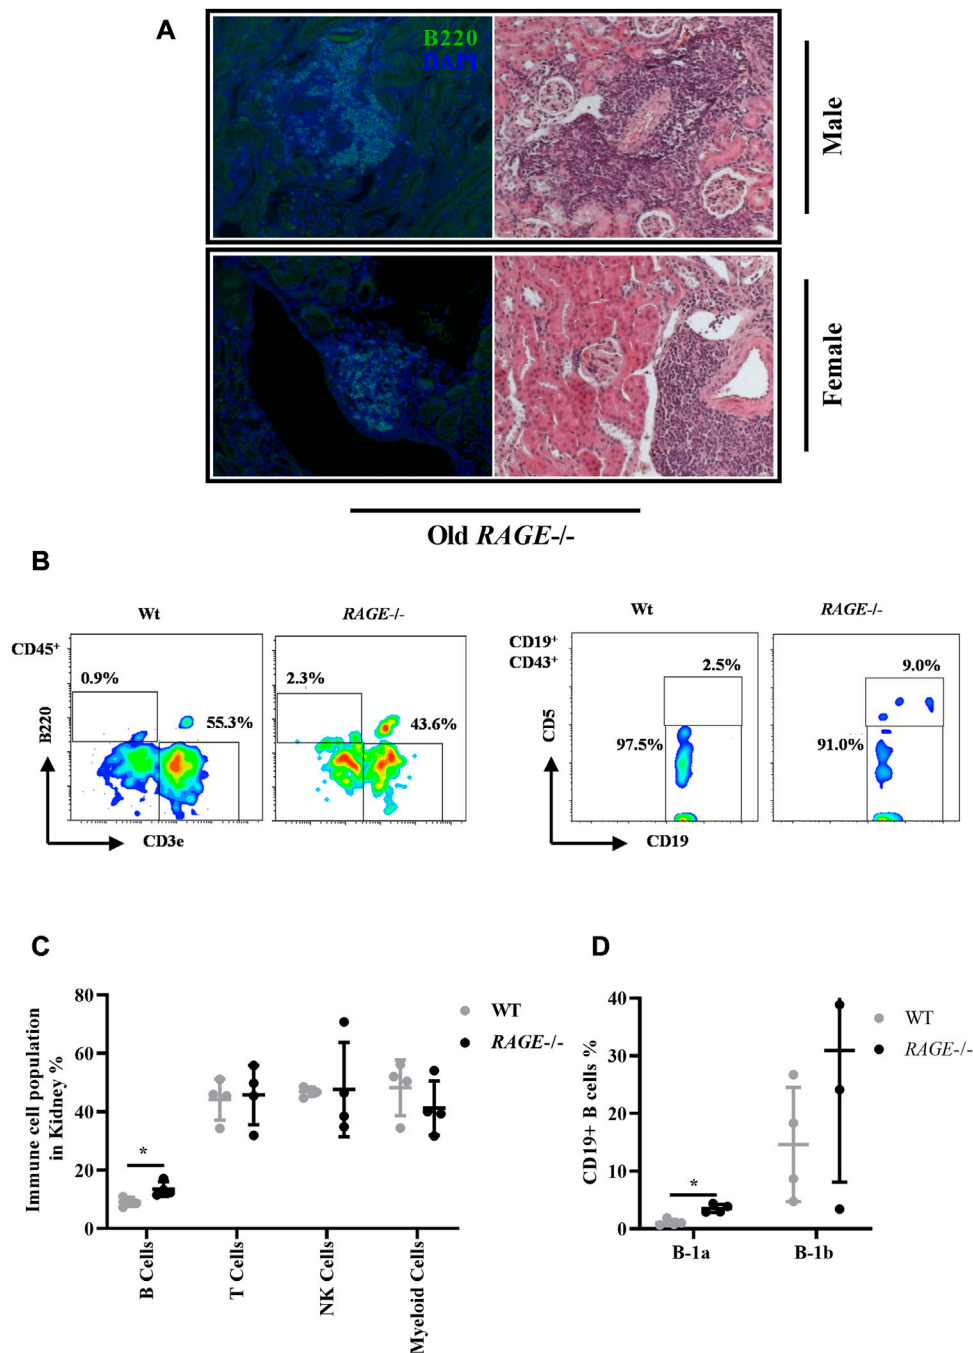 A
B220
DAPI
Male
Female
Old RAGE-/-
B
Wt
RAGE-/-
Wt
RAGE-/-
CD45+
0.9%
55.3%
2.3%
43.6%
B220
CD3e
CD19+
CD43+
2.5%
97.5%
9.0%
91.0%
CD5
CD19
C
Immune cell population
in Kidney %
80
60
40
20
0
*
WT
RAGE-/-
B Cells
T Cells
NK Cells
Myeloid Cells
D
CD19+ B cells %
40
30
20
10
0
*
WT
RAGE-/-
B-1a
B-1b